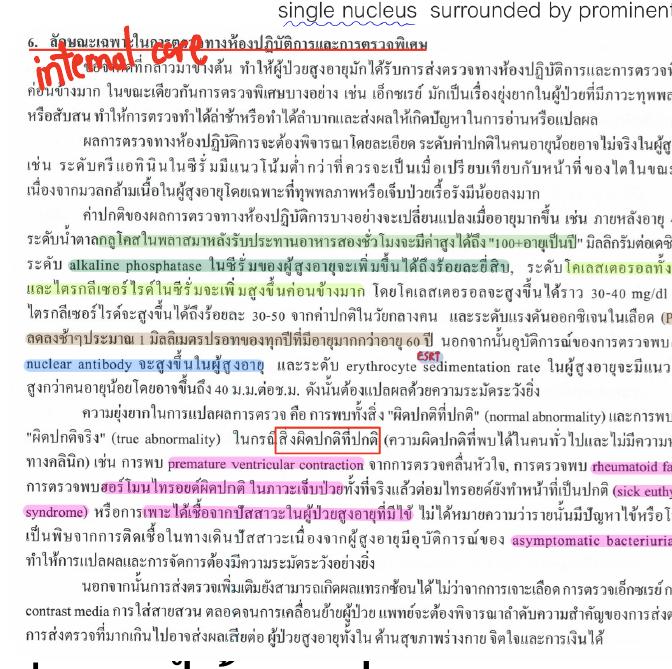 single nucleus surrounded by prominent
6. ลักษณะเฉพาะในการตรวจทางห้องปฏิบัติการและการตรวจพิเศษ
internal care
ที่กล่าวมาข้างต้น ทำให้ผู้ป่วยสูงอายุมักได้รับการส่งตรวจทางห้องปฏิบัติการและการตรวจ
ค่อนข้างมาก ในขณะเดียวกันการตรวจพิเศษบางอย่าง เช่น เอ็กซเรย์ มักเป็นเรื่องยุ่งยากในผู้ป่วยที่มีภาวะทุพพล
หรือสับสน ทำให้การตรวจทำได้ล่าช้าหรือทำได้ลำบากและส่งผลให้เกิดปัญหาในการอ่านหรือแปลผล
ผลการตรวจทางห้องปฏิบัติการจะต้องพิจารณาโดยละเอียด ระดับค่าปกติในคนอายุน้อยอาจไม่จริงในผู้สูง
เช่น ระดับครีแอทินินในซีรั่มมีแนวโน้มต่ำกว่าที่ควรจะเป็นเมื่อเปรียบเทียบกับหน้าที่ของไตในขณะ
เนื่องจากมวลกล้ามเนื้อในผู้สูงอายุโดยเฉพาะที่ทุพพลภาพหรือเจ็บป่วยเรื้อรังมีน้อยลงมาก
ค่าปกติของผลการตรวจทางห้องปฏิบัติการบางอย่างจะเปลี่ยนแปลงเมื่ออายุมากขึ้น เช่น ภายหลังอายุ
ระดับน้ำตาลกลูโคสในพลาสมาหลังรับประทานอาหารสองชั่วโมงจะมีค่าสูงได้ถึง "100+อายุเป็นปี" มิลลิกรัมต่อเดซิ
ระดับ alkaline phosphatase ในซีรั่มของผู้สูงอายุจะเพิ่มขึ้นได้ถึงร้อยละยี่สิบ, ระดับโคเลสเตอรอลทั้ง
และไตรกลีเซอร์ไรด์ในซีรั่มจะเพิ่มสูงขึ้นค่อนข้างมาก โดยโคเลสเตอรอลจะสูงขึ้นได้ราว 30-40 mg/dl
ไตรกลีเซอร์ไรด์จะสูงขึ้นได้ถึงร้อยละ 30-50 จากค่าปกติในวัยกลางคน และระดับแรงดันออกซิเจนในเลือด (P
ลดลงช้าๆประมาณ 1 มิลลิเมตรปรอทของทุกปีที่มีอายุมากกว่าอายุ 60 ปี นอกจากนั้นอุบัติการณ์ของการตรวจพบ
ESR↑
nuclear antibody จะสูงขึ้นในผู้สูงอายุ และระดับ erythrocyte sedimentation rate ในผู้สูงอายุจะมีแนว
สูงกว่าคนอายุน้อยโดยอาจขึ้นถึง 40 ม.ม.ต่อช.ม. ดังนั้นต้องแปลผลด้วยความระมัดระวังยิ่ง
ความยุ่งยากในการแปลผลการตรวจ คือ การพบทั้งสิ่ง "ผิดปกติที่ปกติ" (normal abnormality) และการพบ
"ผิดปกติจริง" (true abnormality) ในกรณีสิ่งผิดปกติที่ปกติ (ความผิดปกติที่พบได้ในคนทั่วไปและไม่มีความ
ทางคลินิก) เช่น การพบ premature ventricular contraction จากการตรวจคลื่นหัวใจ, การตรวจพบ rheumatoid fa
การตรวจพบฮอร์โมนไทรอยด์ผิดปกติ ในภาวะเจ็บป่วยทั้งที่จริงแล้วต่อมไทรอยด์ยังทำหน้าที่เป็นปกติ (sick euthy
syndrome) หรือการเพาะได้เชื้อจากปัสสาวะในผู้ป่วยสูงอายุที่มีไข้ ไม่ได้หมายความว่ารายนั้นมีปัญหาไข้หรือโ
เป็นพิษจากการติดเชื้อในทางเดินปัสสาวะเนื่องจากผู้สูงอายุมีอุบัติการณ์ของ asymptomatic bacteriuria
ทำให้การแปลผลและการจัดการต้องมีความระมัดระวังอย่างยิ่ง
นอกจากนั้นการส่งตรวจเพิ่มเติมยังสามารถเกิดผลแทรกซ้อนได้ ไม่ว่าจากการเจาะเลือด การตรวจเอ็กซเรย์
contrast media การใส่สายสวน ตลอดจนการเคลื่อนย้ายผู้ป่วย แพทย์จะต้องพิจารณาลำดับความสำคัญของการส่ง
การส่งตรวจที่มากเกินไปอาจส่งผลเสียต่อ ผู้ป่วยสูงอายุทั้งใน ด้านสุขภาพร่างกาย จิตใจและการเงินได้